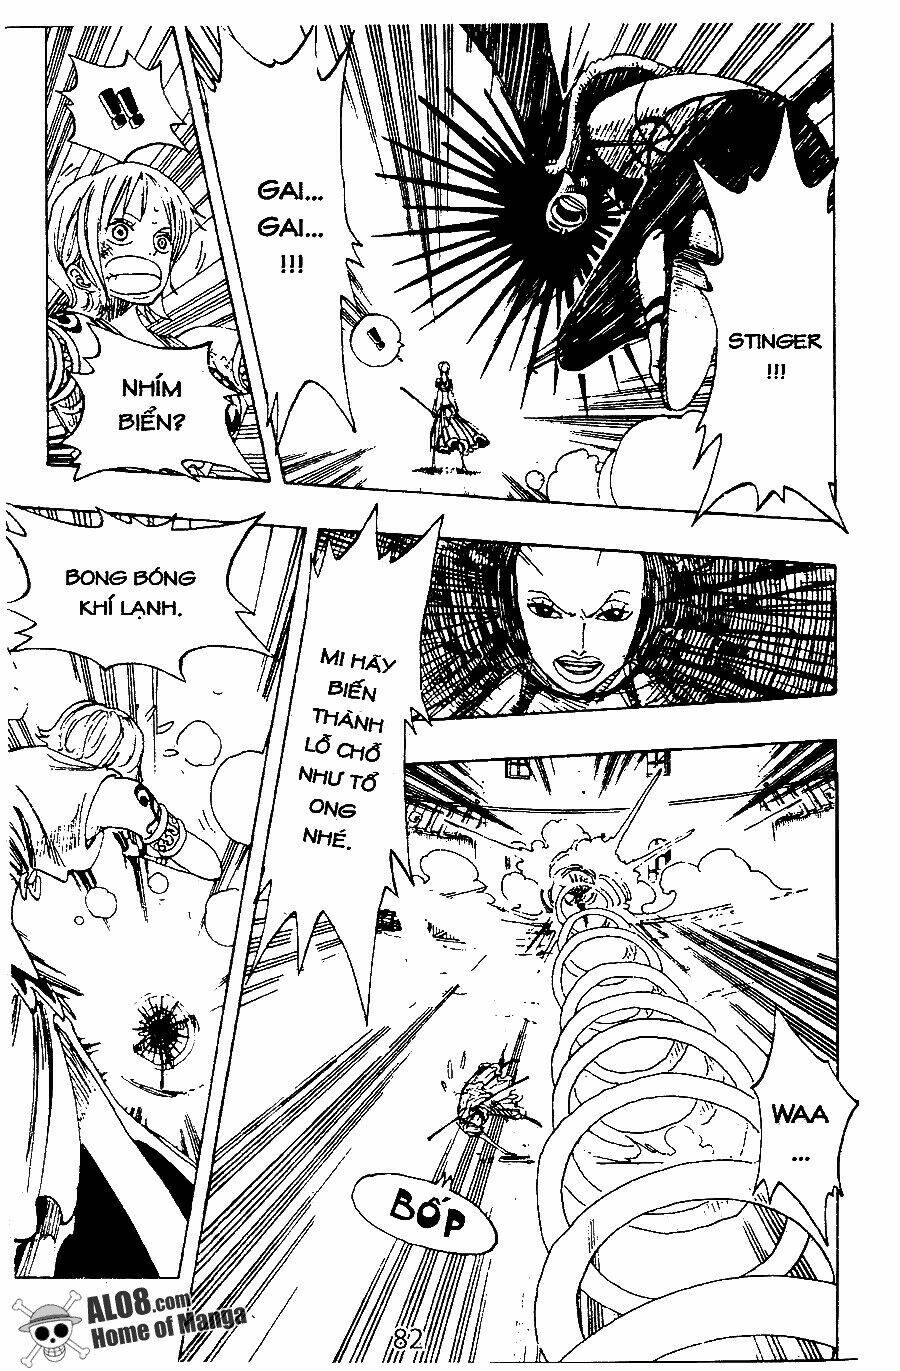 !!
GAI...
GAI...
!!!
STINGER
!!!
!!
NHÍM
BIỂN?
BONG BÓNG
KHÍ LẠNH.
MI HÃY
BIẾN
THÀNH
LỖ CHỖ
NHƯ TỔ
ONG
NHÉ.
WAA
...
BỐP
82
AL08.com
Home of Manga